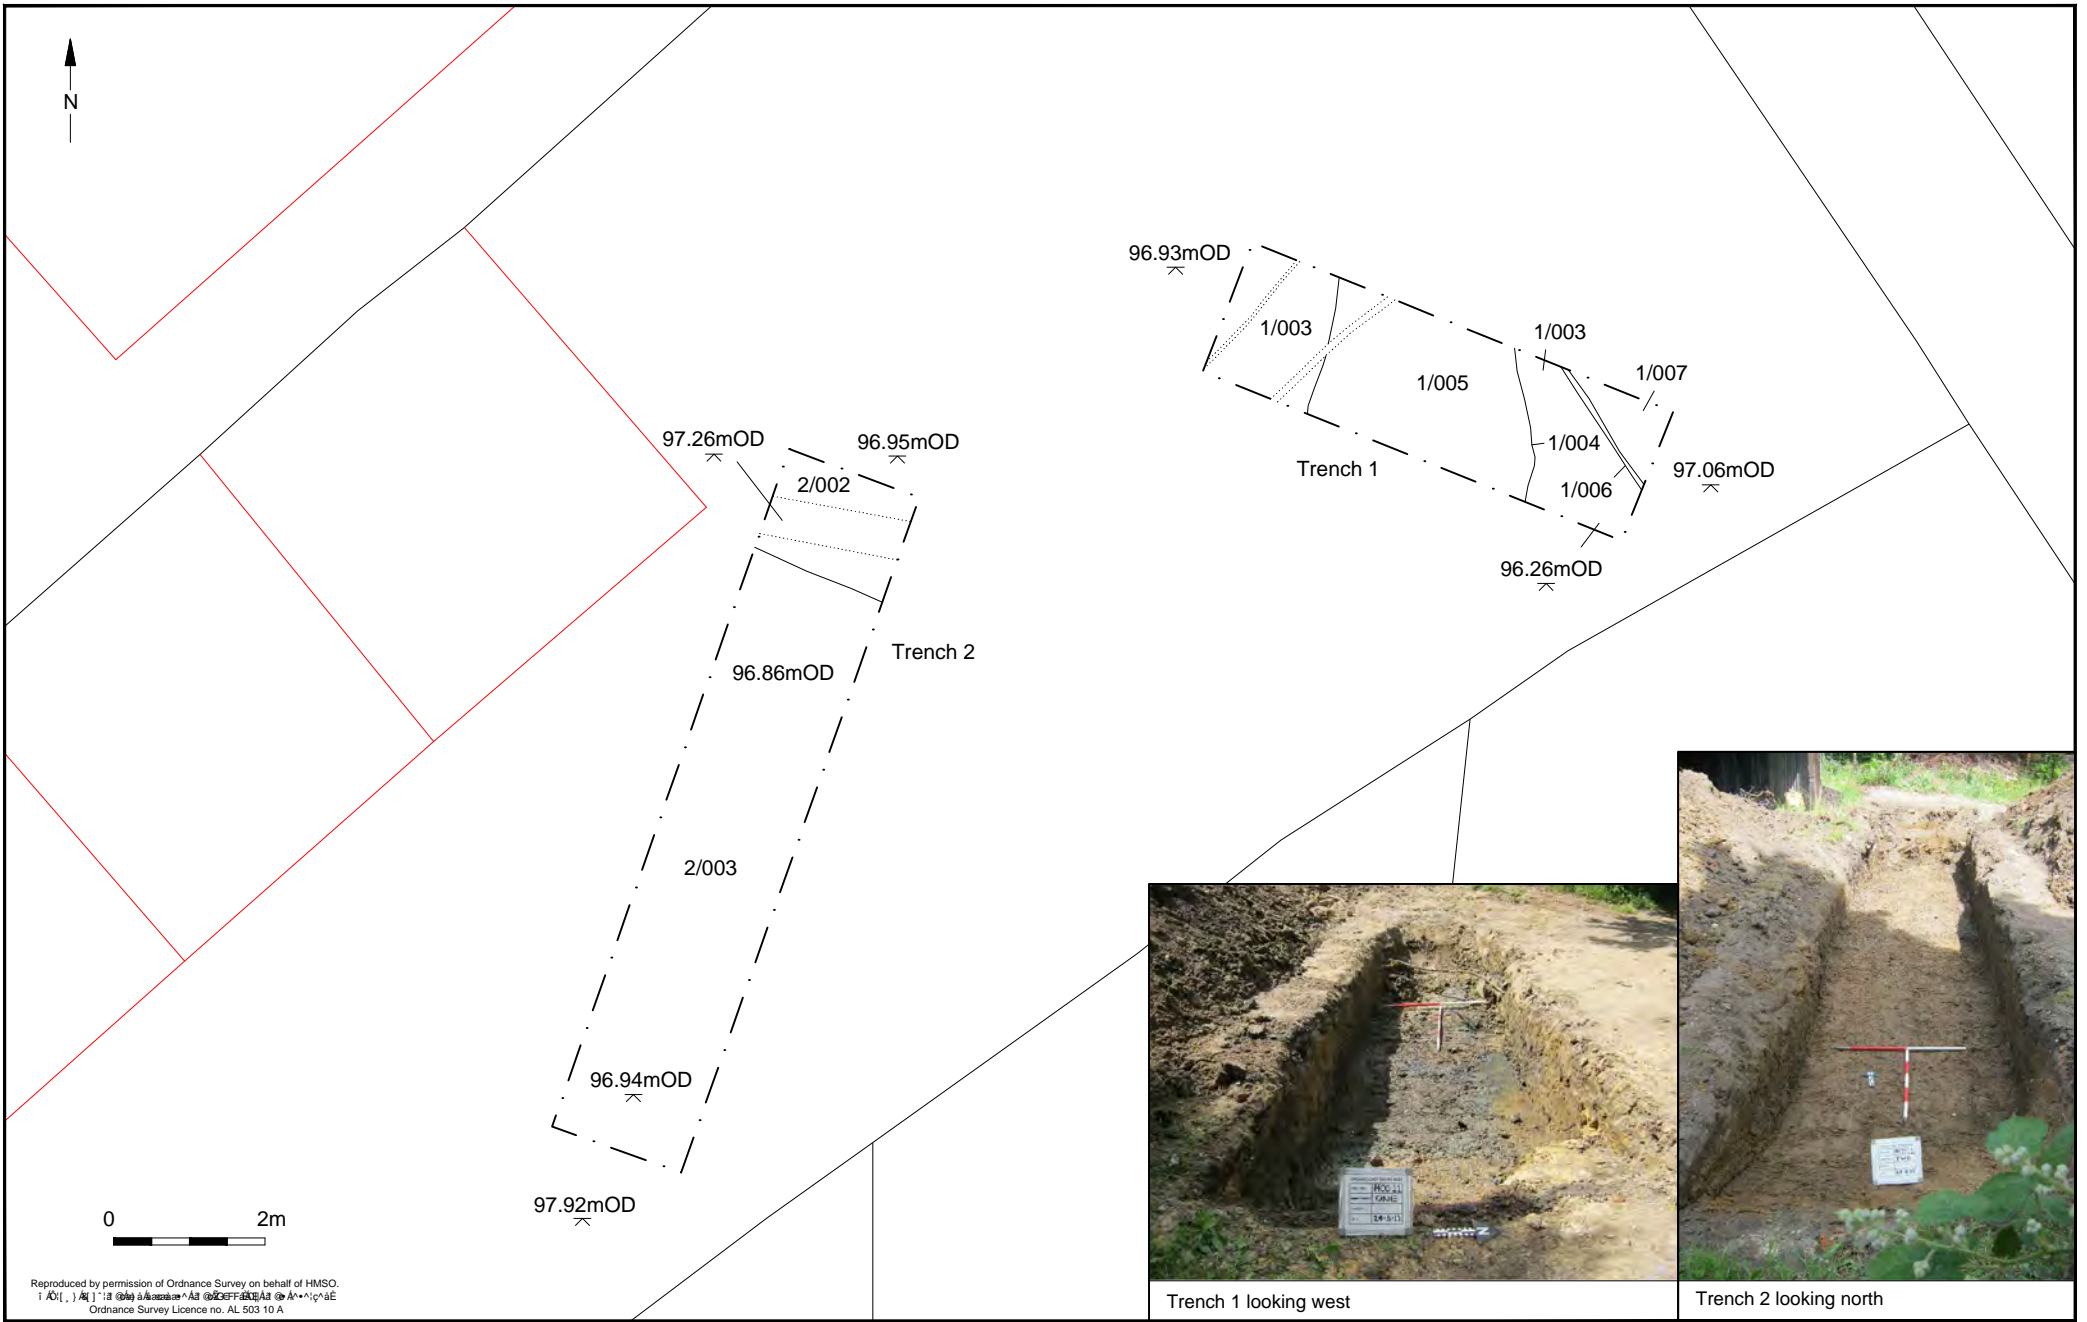 N
96.93mOD
1/003
1/003
1/007
1/005
1/004
97.26mOD
96.95mOD
Trench 1
97.06mOD
2/002
1/006
96.26mOD
Trench 2
96.86mOD
2/003
96.94mOD
97.92mOD
0 2m
Reproduced by permission of Ordnance Survey on behalf of HMSO.
Ordnance Survey Licence no. AL 503 10 A
ONE
Trench 1 looking west
Trench 2 looking north